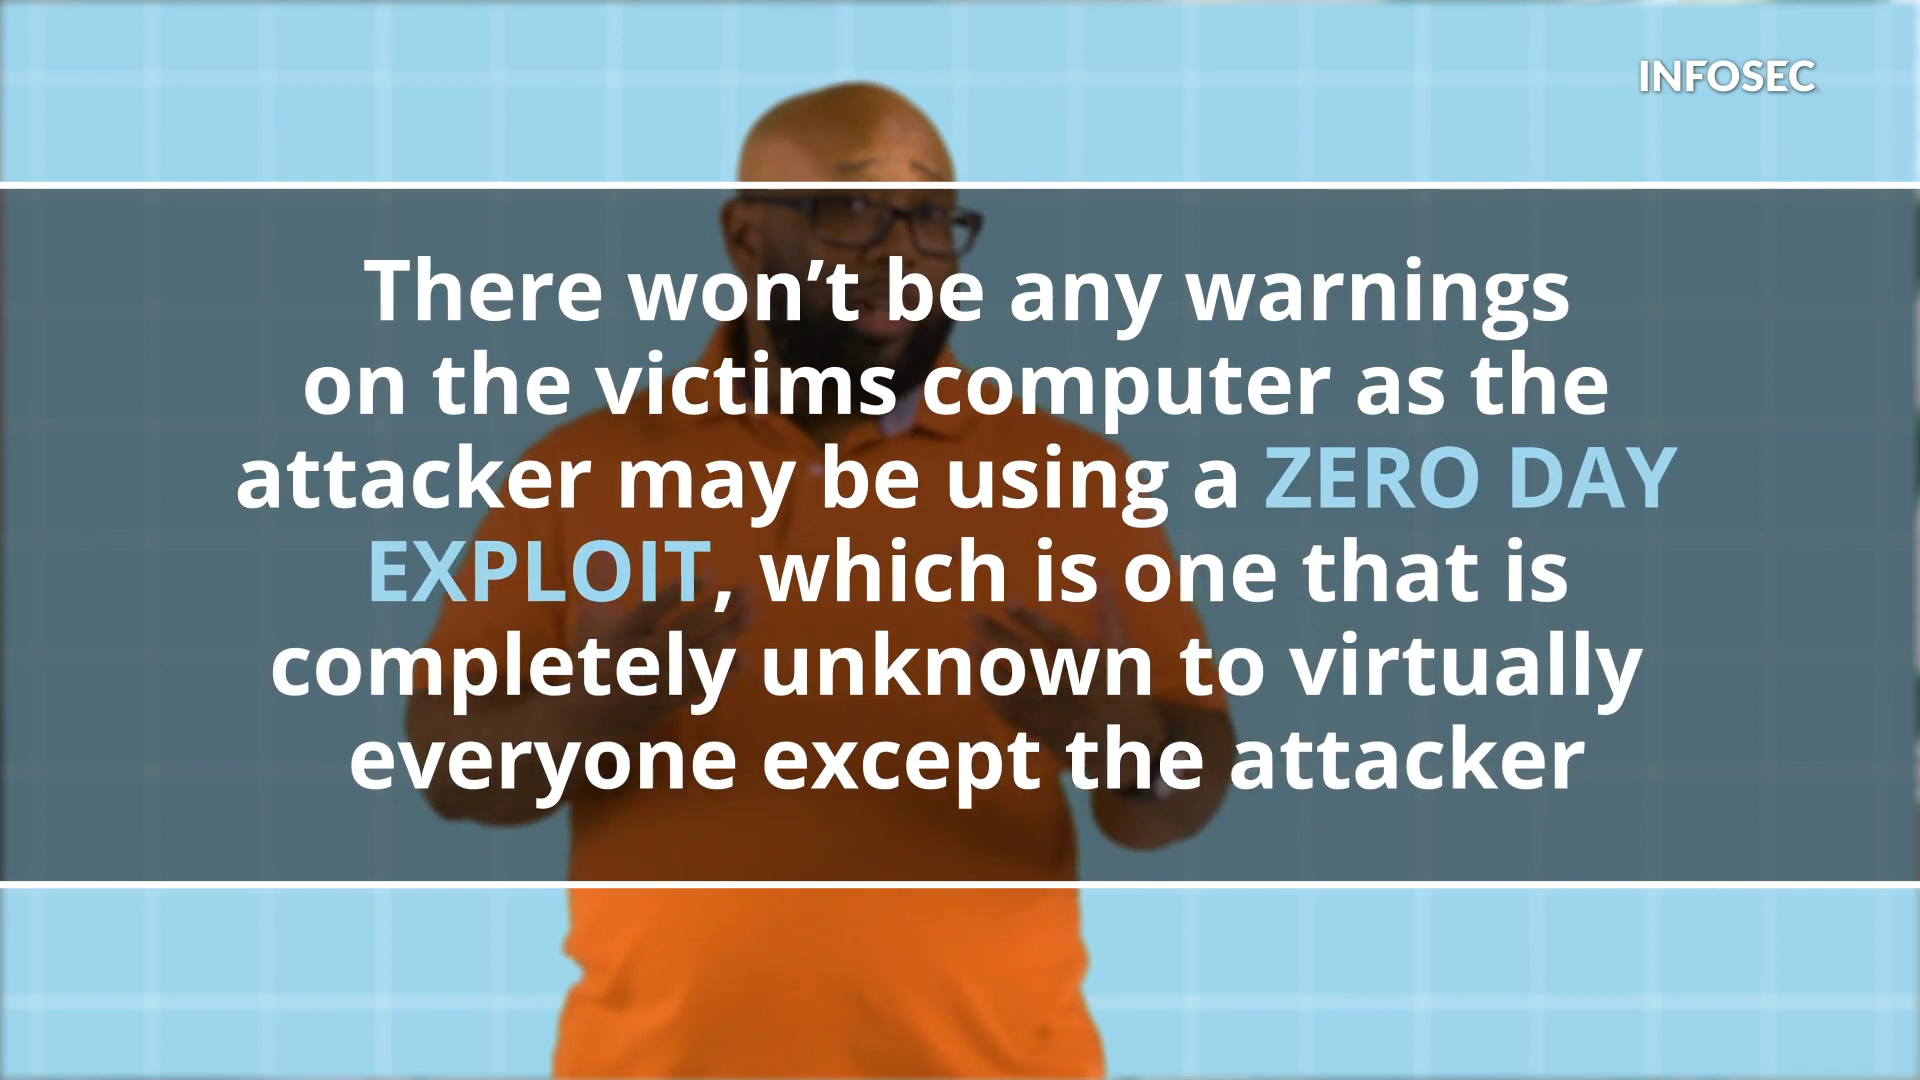 INFOSEC
There won’t be any warnings
on the victims computer as the
attacker may be using a ZERO DAY
EXPLOIT, which is one that is
completely unknown to virtually
everyone except the attacker